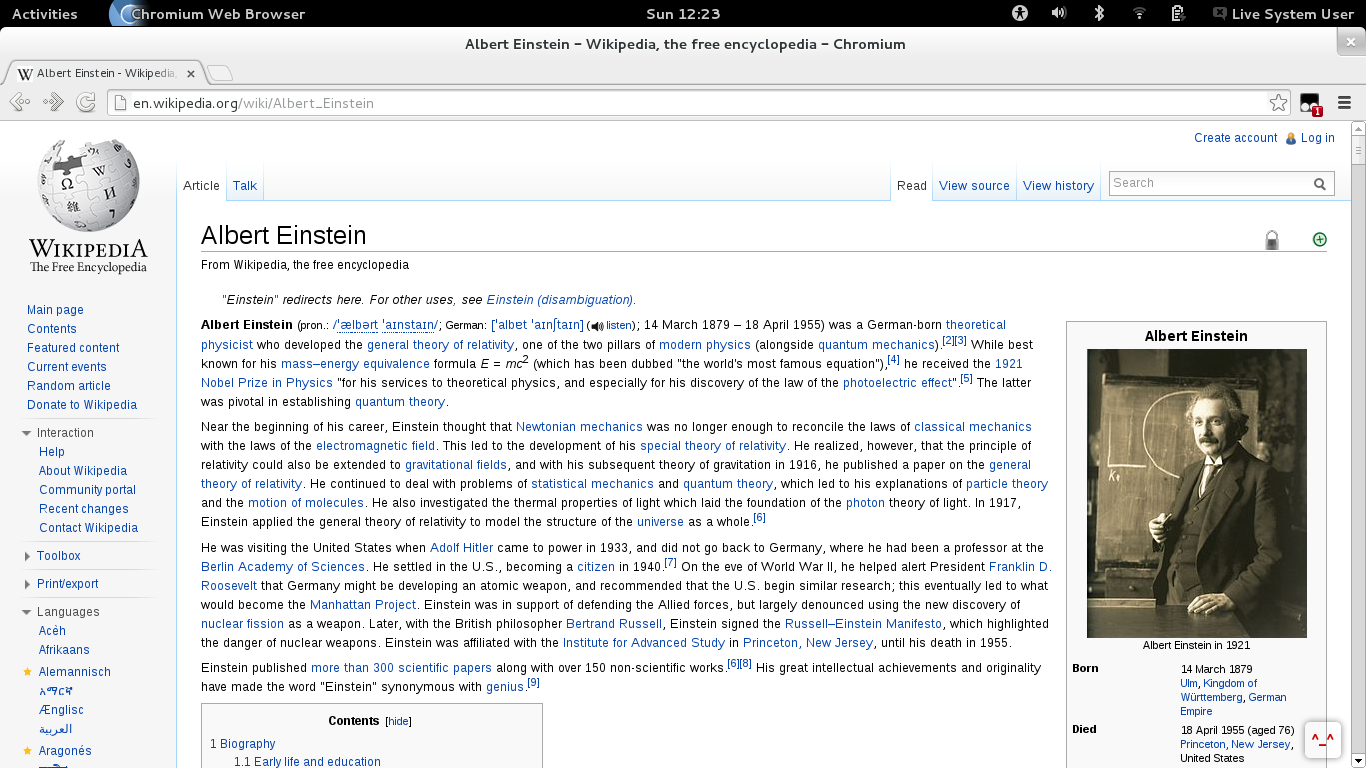 Activities
Chromium Web Browser
Sun 12:23
Live System User
Albert Einstein – Wikipedia, the free encyclopedia – Chromium
W Albert Einstein - Wikipedia,
en.wikipedia.org/wiki/Albert_Einstein
1
Create account
Log in
WIKIPEDIA
The Free Encyclopedia
Article
Talk
Read
View source
View history
Search
Main page
Contents
Featured content
Current events
Random article
Donate to Wikipedia
Interaction
Help
About Wikipedia
Community portal
Recent changes
Contact Wikipedia
Toolbox
Print/export
Languages
Acèh
Afrikaans
Alemannisch
አማርኛ
Ænglisc
العربية
Aragonés
Albert Einstein
From Wikipedia, the free encyclopedia
"Einstein" redirects here. For other uses, see Einstein (disambiguation).
Albert Einstein (pron.: /ˈælbərt ˈaɪnstaɪn/; German: [ˈalbɐt ˈaɪnʃtaɪn] (listen); 14 March 1879 – 18 April 1955) was a German-born theoretical
physicist who developed the general theory of relativity, one of the two pillars of modern physics (alongside quantum mechanics).[2][3] While best
known for his mass–energy equivalence formula E = mc2 (which has been dubbed "the world's most famous equation"),[4] he received the 1921
Nobel Prize in Physics "for his services to theoretical physics, and especially for his discovery of the law of the photoelectric effect".[5] The latter
was pivotal in establishing quantum theory.
Near the beginning of his career, Einstein thought that Newtonian mechanics was no longer enough to reconcile the laws of classical mechanics
with the laws of the electromagnetic field. This led to the development of his special theory of relativity. He realized, however, that the principle of
relativity could also be extended to gravitational fields, and with his subsequent theory of gravitation in 1916, he published a paper on the general
theory of relativity. He continued to deal with problems of statistical mechanics and quantum theory, which led to his explanations of particle theory
and the motion of molecules. He also investigated the thermal properties of light which laid the foundation of the photon theory of light. In 1917,
Einstein applied the general theory of relativity to model the structure of the universe as a whole.[6]
He was visiting the United States when Adolf Hitler came to power in 1933, and did not go back to Germany, where he had been a professor at the
Berlin Academy of Sciences. He settled in the U.S., becoming a citizen in 1940.[7] On the eve of World War II, he helped alert President Franklin D.
Roosevelt that Germany might be developing an atomic weapon, and recommended that the U.S. begin similar research; this eventually led to what
would become the Manhattan Project. Einstein was in support of defending the Allied forces, but largely denounced using the new discovery of
nuclear fission as a weapon. Later, with the British philosopher Bertrand Russell, Einstein signed the Russell–Einstein Manifesto, which highlighted
the danger of nuclear weapons. Einstein was affiliated with the Institute for Advanced Study in Princeton, New Jersey, until his death in 1955.
Einstein published more than 300 scientific papers along with over 150 non-scientific works.[6][8] His great intellectual achievements and originality
have made the word "Einstein" synonymous with genius.[9]
Contents [hide]
1 Biography
1.1 Early life and education
Albert Einstein
Albert Einstein in 1921
Born
14 March 1879
Ulm, Kingdom of
Württemberg, German
Empire
Died
18 April 1955 (aged 76)
Princeton, New Jersey,
United States
^_^